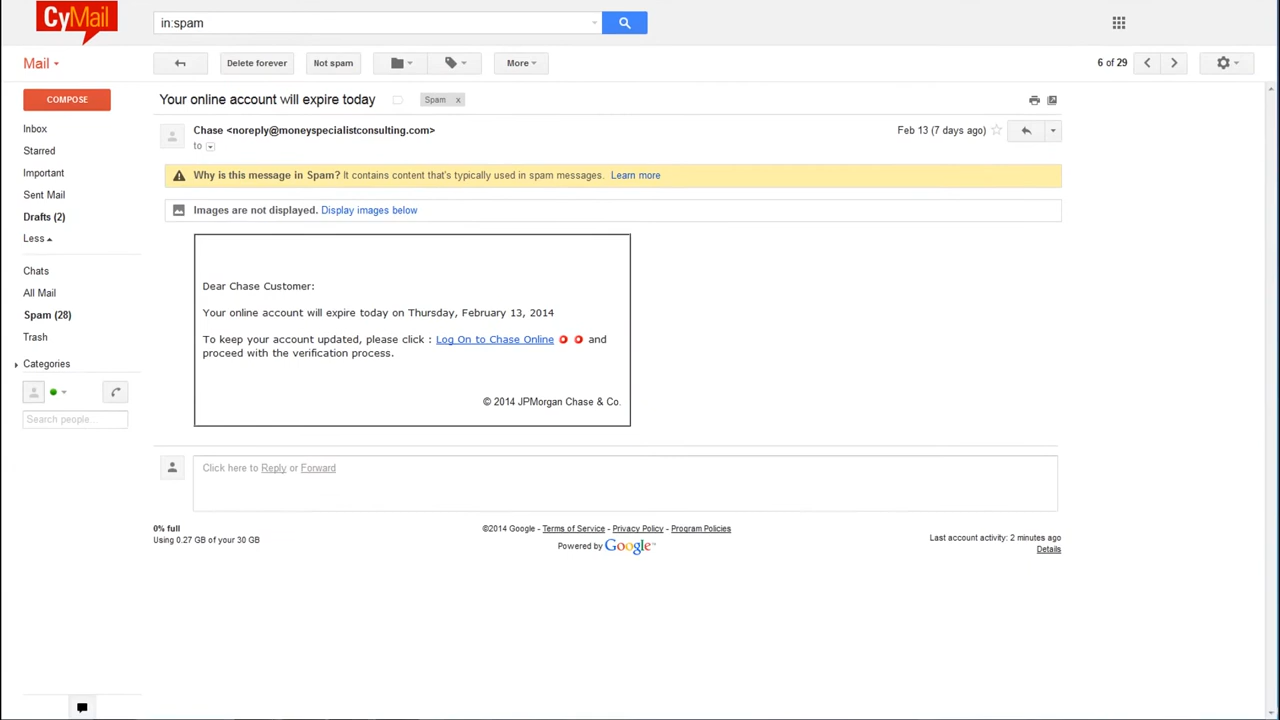 CyMail
in:spam
Mail
Delete forever
Not spam
More
6 of 29
COMPOSE
Your online account will expire today
Spam x
Inbox
Starred
Important
Sent Mail
Drafts (2)
Less
Chats
All Mail
Spam (28)
Trash
Categories
Search people...
Chase <noreply@moneyspecialistconsulting.com>
Feb 13 (7 days ago)
to
Why is this message in Spam? It contains content that's typically used in spam messages. Learn more
Images are not displayed. Display images below
Dear Chase Customer:
Your online account will expire today on Thursday, February 13, 2014
To keep your account updated, please click : Log On to Chase Online and
proceed with the verification process.
© 2014 JPMorgan Chase & Co.
Click here to Reply or Forward
0% full
Using 0.27 GB of your 30 GB
©2014 Google - Terms of Service - Privacy Policy - Program Policies
Powered by Google™
Last account activity: 2 minutes ago
Details